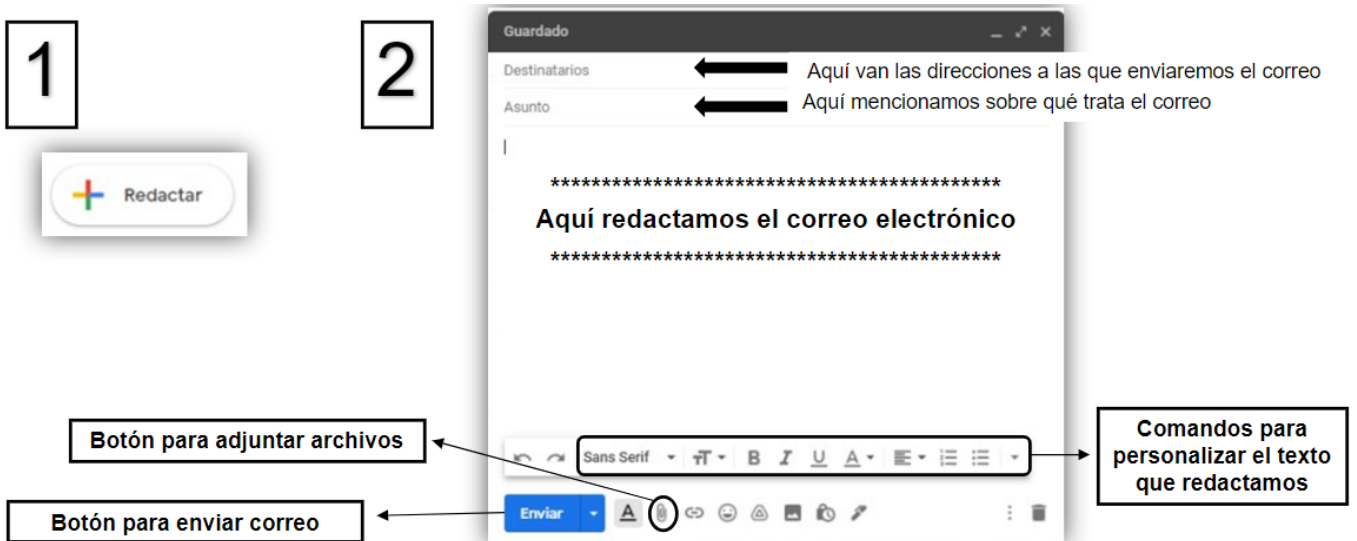 1
2
Redactar
Guardado
Destinatarios
Aquí van las direcciones a las que enviaremos el correo
Asunto
Aquí mencionamos sobre qué trata el correo
********************************************
Aquí redactamos el correo electrónico
********************************************
Botón para adjuntar archivos
Sans Serif
Comandos para
personalizar el texto
que redactamos
Botón para enviar correo
Enviar